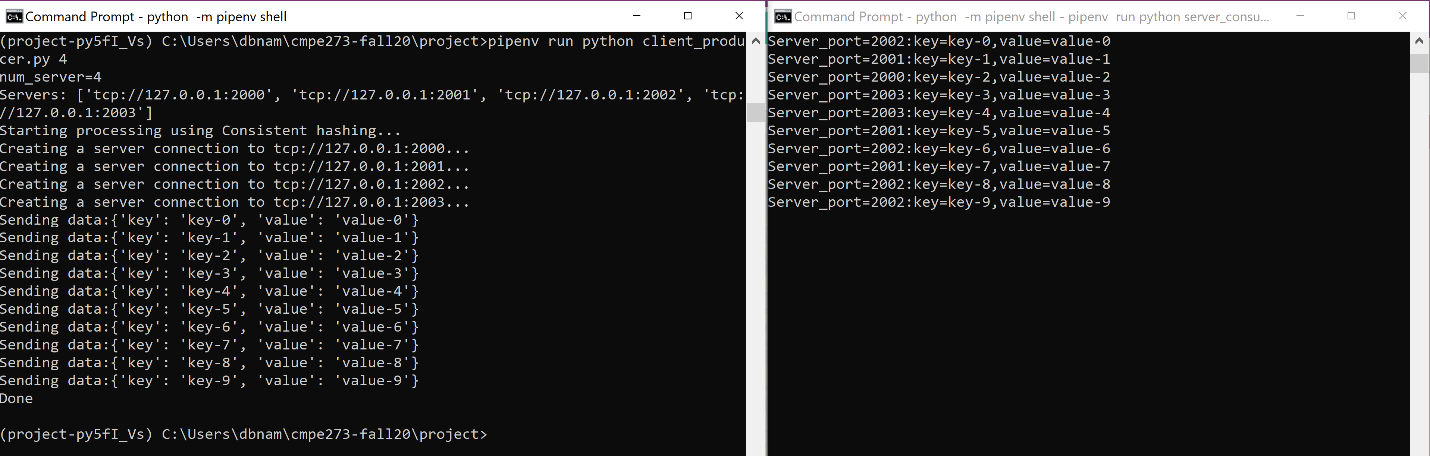 Command Prompt - python  -m pipenv shell
(project-py5fI_Vs) C:\Users\dbnam\cmpe273-fall20\project>pipenv run python client_produ
cer.py 4
num_server=4
Servers: ['tcp://127.0.0.1:2000', 'tcp://127.0.0.1:2001', 'tcp://127.0.0.1:2002', 'tcp:
//127.0.0.1:2003']
Starting processing using Consistent hashing...
Creating a server connection to tcp://127.0.0.1:2000...
Creating a server connection to tcp://127.0.0.1:2001...
Creating a server connection to tcp://127.0.0.1:2002...
Creating a server connection to tcp://127.0.0.1:2003...
Sending data:{'key': 'key-0', 'value': 'value-0'}
Sending data:{'key': 'key-1', 'value': 'value-1'}
Sending data:{'key': 'key-2', 'value': 'value-2'}
Sending data:{'key': 'key-3', 'value': 'value-3'}
Sending data:{'key': 'key-4', 'value': 'value-4'}
Sending data:{'key': 'key-5', 'value': 'value-5'}
Sending data:{'key': 'key-6', 'value': 'value-6'}
Sending data:{'key': 'key-7', 'value': 'value-7'}
Sending data:{'key': 'key-8', 'value': 'value-8'}
Sending data:{'key': 'key-9', 'value': 'value-9'}
Done
(project-py5fI_Vs) C:\Users\dbnam\cmpe273-fall20\project>
Command Prompt - python  -m pipenv shell - pipenv  run python server_consu...
Server_port=2002:key=key-0,value=value-0
Server_port=2001:key=key-1,value=value-1
Server_port=2000:key=key-2,value=value-2
Server_port=2003:key=key-3,value=value-3
Server_port=2003:key=key-4,value=value-4
Server_port=2001:key=key-5,value=value-5
Server_port=2002:key=key-6,value=value-6
Server_port=2001:key=key-7,value=value-7
Server_port=2002:key=key-8,value=value-8
Server_port=2002:key=key-9,value=value-9